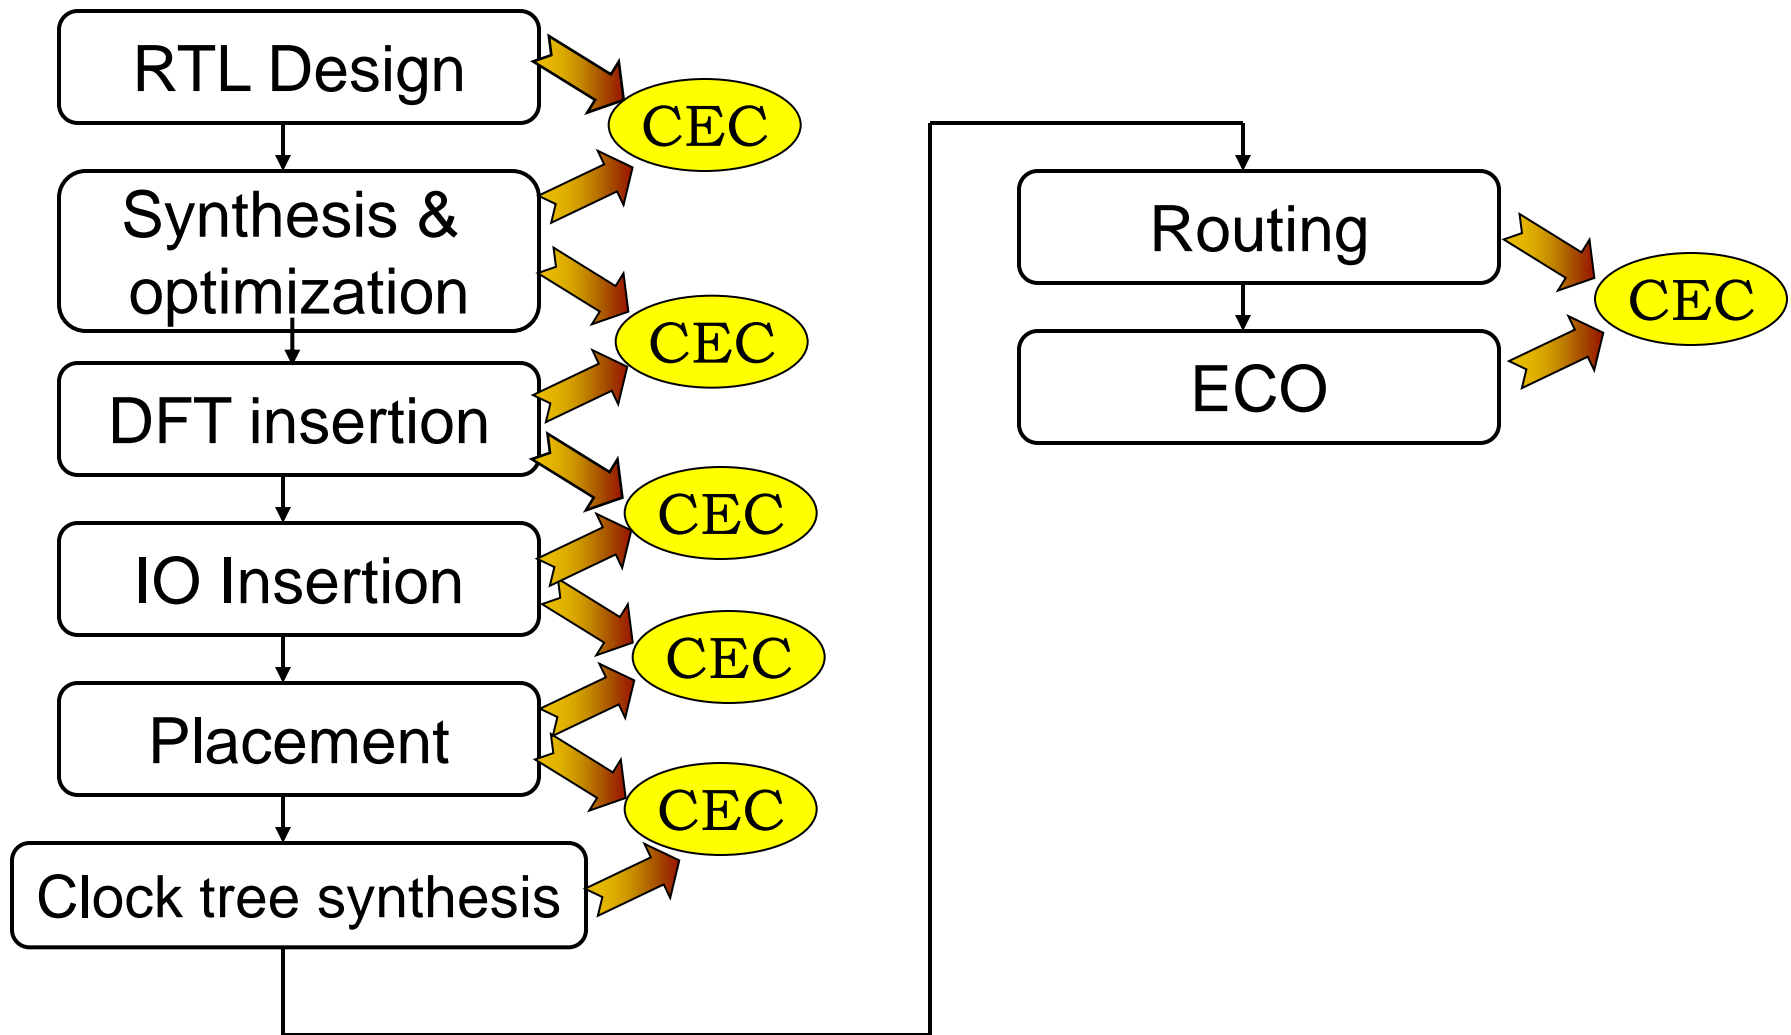 RTL Design
CEC
Synthesis &
optimization
CEC
DFT insertion
CEC
IO Insertion
CEC
Placement
CEC
Clock tree synthesis
Routing
CEC
ECO